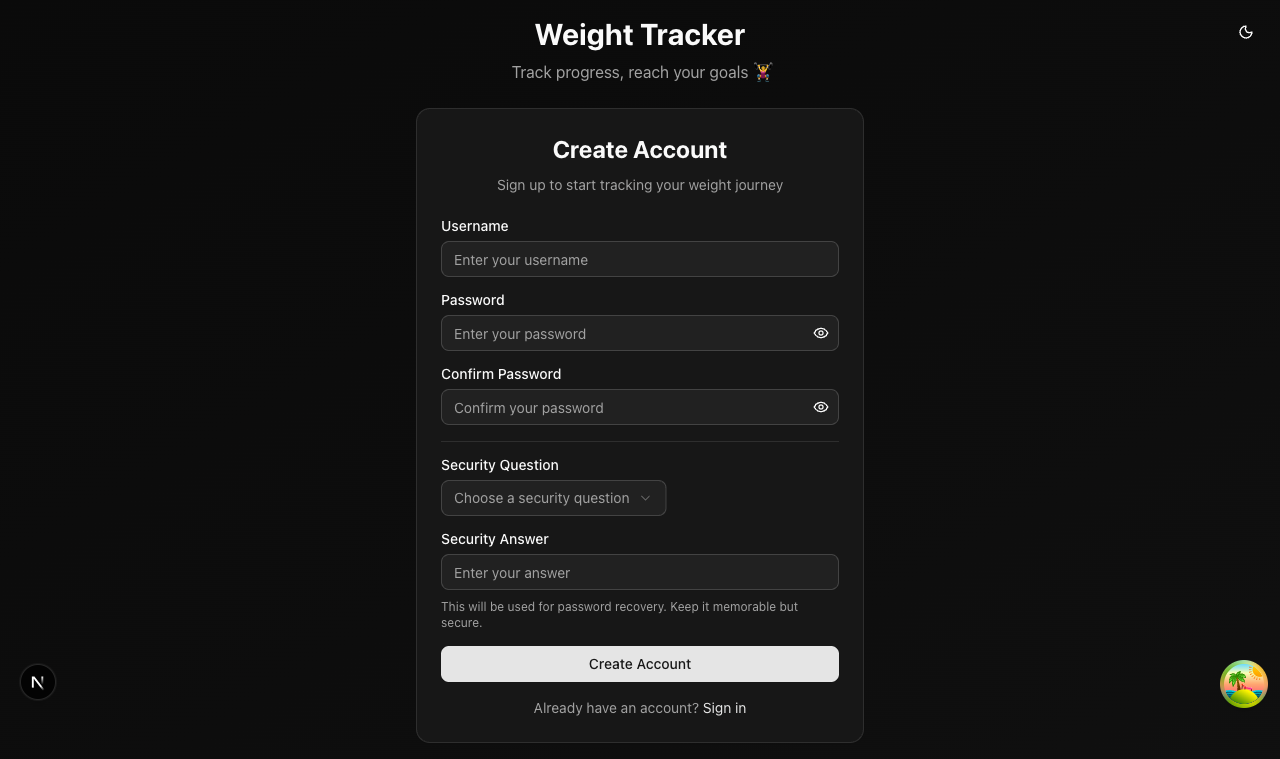 Weight Tracker
Track progress, reach your goals 🏋️
Create Account
Sign up to start tracking your weight journey
Username
Enter your username
Password
Enter your password
Confirm Password
Confirm your password
Security Question
Choose a security question
Security Answer
Enter your answer
This will be used for password recovery. Keep it memorable but
secure.
Create Account
Already have an account? Sign in
N